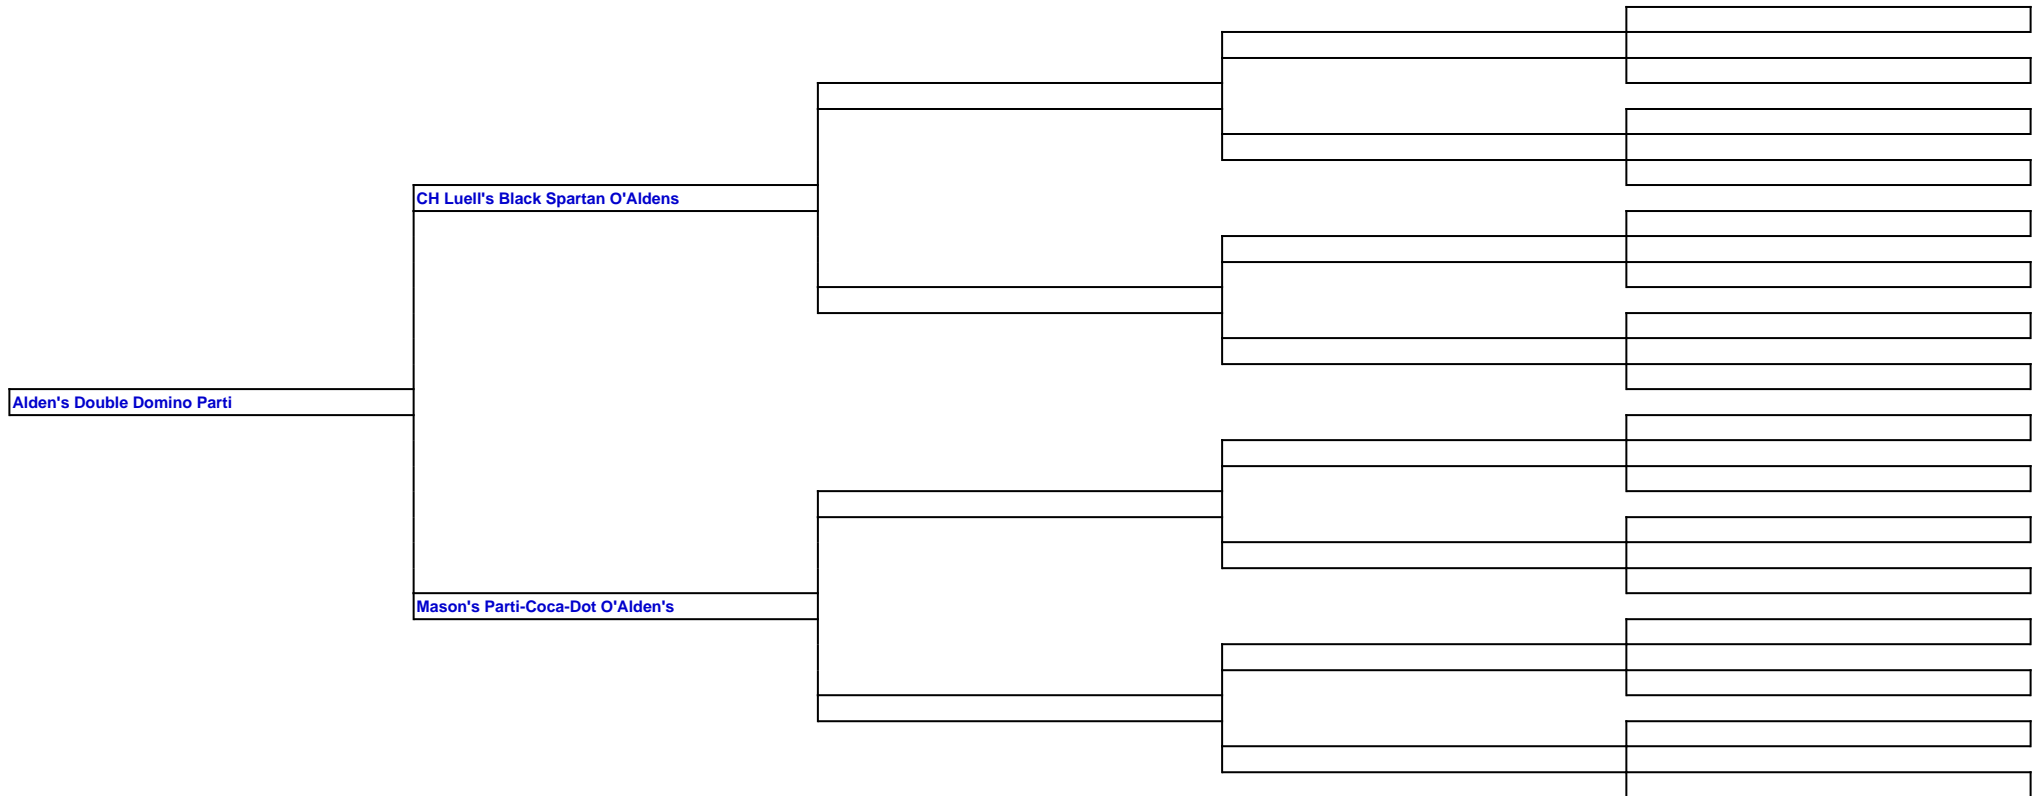 CH Luell's Black Spartan O'Aldens
Alden's Double Domino Parti
Mason's Parti-Coca-Dot O'Alden's